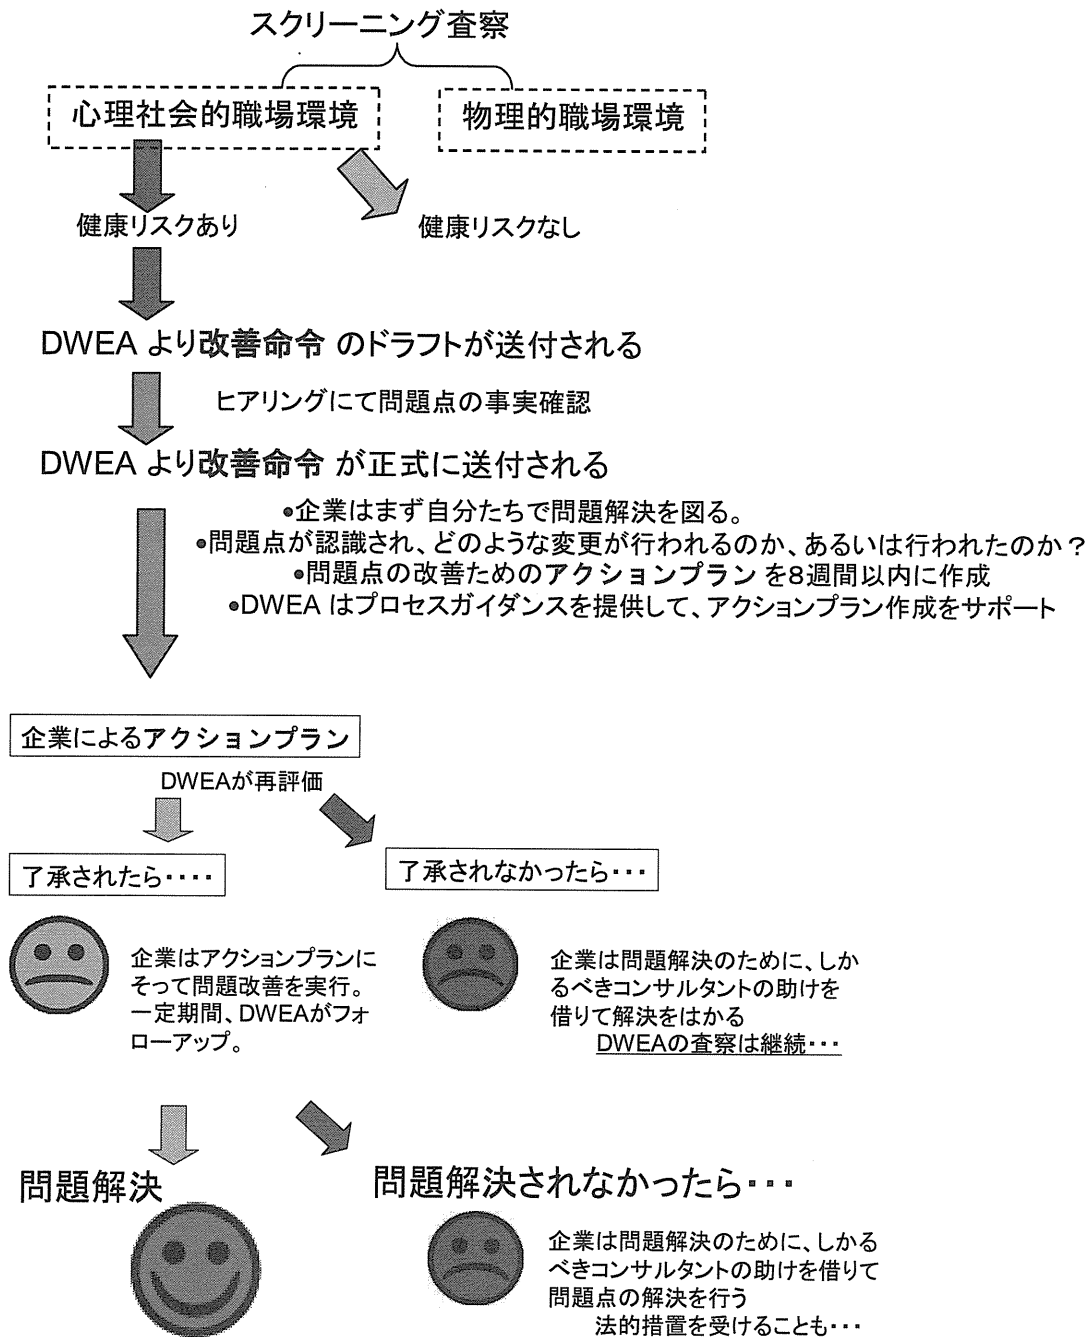 スクリーニング査察
心理社会的職場環境
物理的職場環境
健康リスクあり
健康リスクなし
DWEA より改善命令 のドラフトが送付される
ヒアリングにて問題点の事実確認
DWEA より改善命令 が正式に送付される
•企業はまず自分たちで問題解決を図る。
•問題点が認識され、どのような変更が行われるのか、あるいは行われたのか？
•問題点の改善ためのアクションプラン を8週間以内に作成
•DWEA はプロセスガイダンスを提供して、アクションプラン作成をサポート
企業によるアクションプラン
DWEAが再評価
了承されたら・・・・
了承されなかったら・・・
企業はアクションプランに
そって問題改善を実行。
一定期間、DWEAがフォ
ローアップ。
企業は問題解決のために、しか
るべきコンサルタントの助けを
借りて解決をはかる
DWEAの査察は継続・・・
問題解決
問題解決されなかったら・・・
企業は問題解決のために、しかる
べきコンサルタントの助けを借りて
問題点の解決を行う
法的措置を受けることも・・・